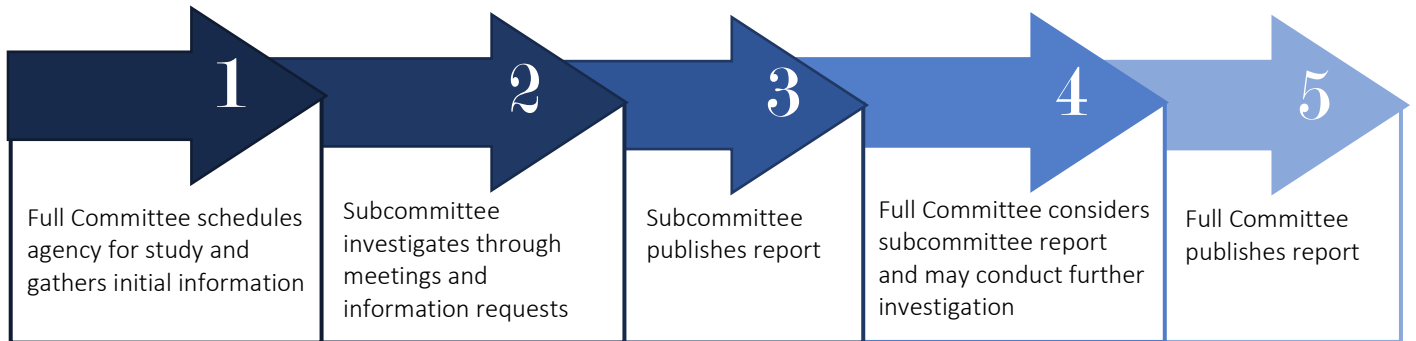 1
Full Committee schedules
agency for study and
gathers initial information
2
Subcommittee
investigates through
meetings and
information requests
3
Subcommittee
publishes report
4
Full Committee considers
subcommittee report
and may conduct further
investigation
5
Full Committee
publishes report